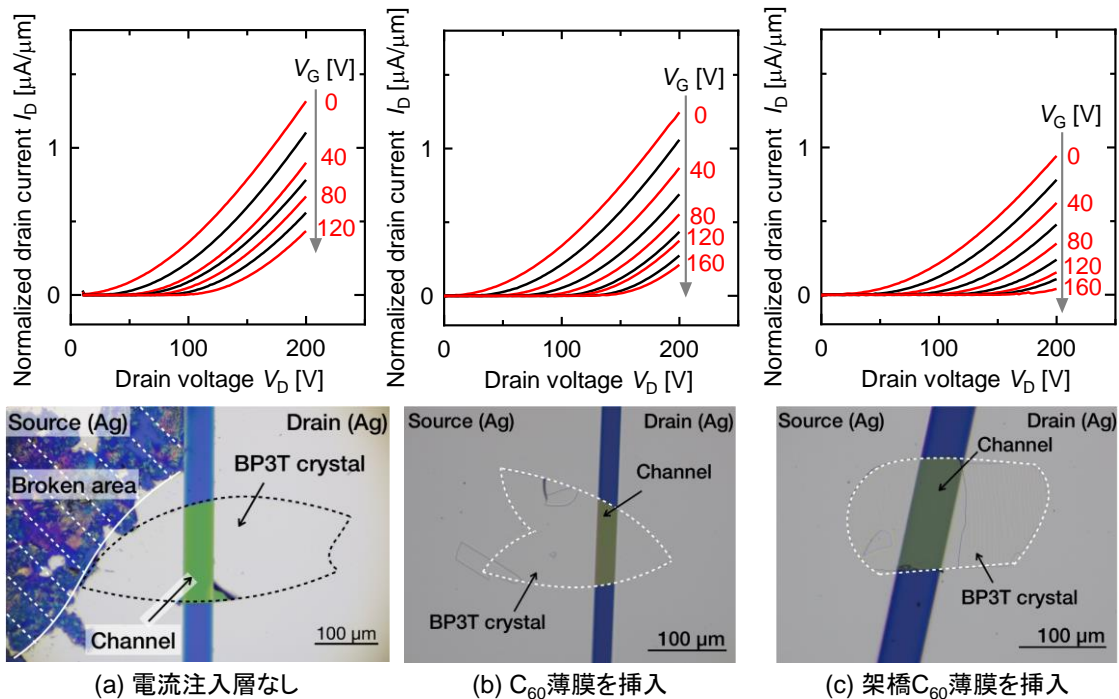 Normalized drain current I_D [μA/μm]
1
0
V_G [V]
0
40
80
120
0
100
200
Drain voltage V_D [V]
Normalized drain current I_D [μA/μm]
1
0
V_G [V]
0
40
80
120
160
0
100
200
Drain voltage V_D [V]
Normalized drain current I_D [μA/μm]
1
0
V_G [V]
0
40
80
120
160
0
100
200
Drain voltage V_D [V]
Source (Ag)
Drain (Ag)
BP3T crystal
Broken area
Channel
100 μm
Source (Ag)
Drain (Ag)
Channel
BP3T crystal
100 μm
Source (Ag)
Drain (Ag)
Channel
BP3T crystal
100 μm
(a) 電流注入層なし
(b) C60薄膜を挿入
(c) 架橋C60薄膜を挿入